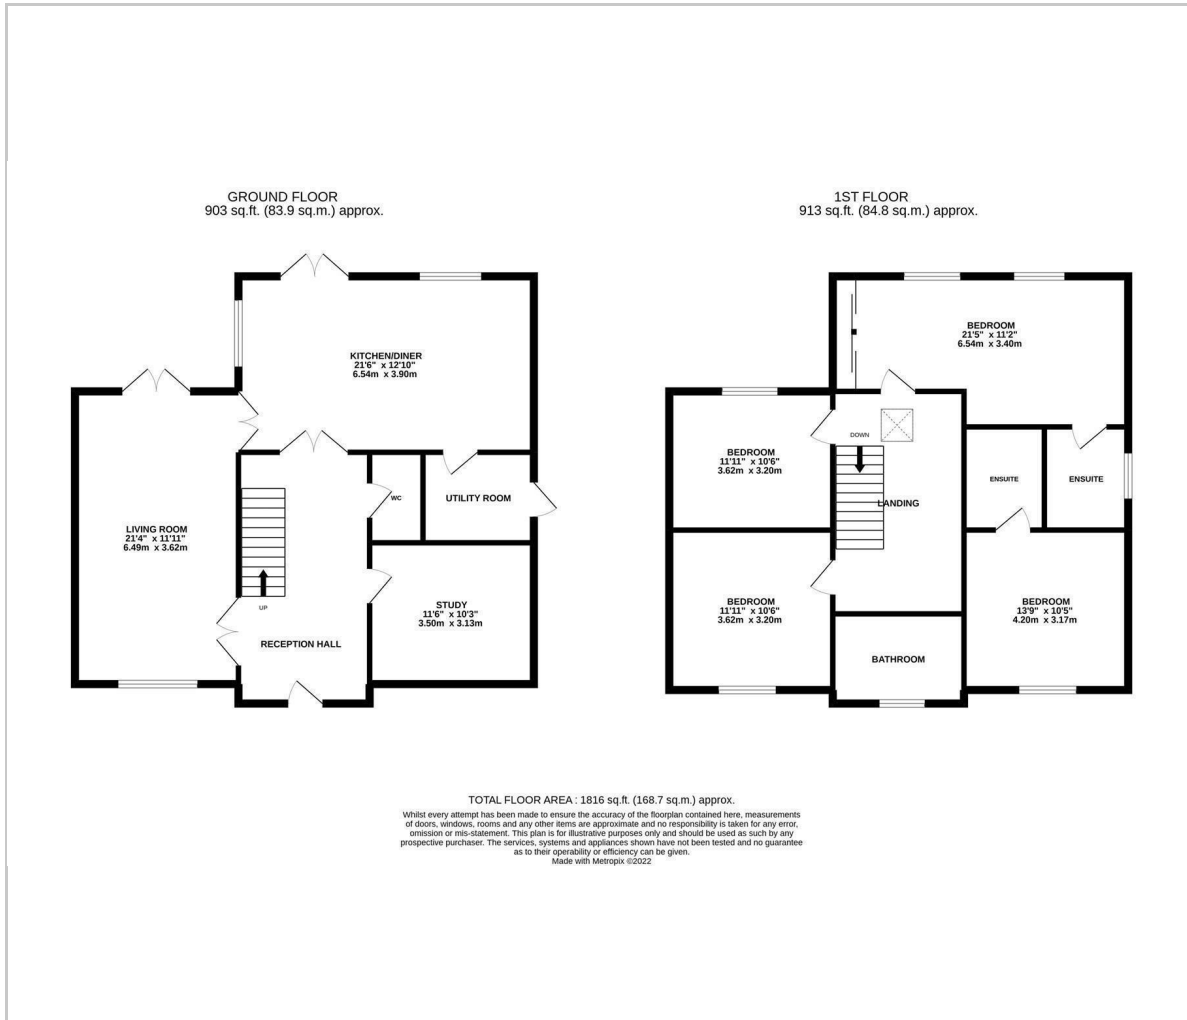 GROUND FLOOR
903 sq.ft. (83.9 sq.m.) approx.
KITCHEN/DINER
21'6" x 12'10"
6.54m x 3.90m
LIVING ROOM
21'4" x 11'11"
6.49m x 3.62m
WC
UTILITY ROOM
UP
RECEPTION HALL
STUDY
11'6" x 10'3"
3.50m x 3.13m
1ST FLOOR
913 sq.ft. (84.8 sq.m.) approx.
BEDROOM
21'5" x 11'2"
6.54m x 3.40m
BEDROOM
11'11" x 10'6"
3.62m x 3.20m
DOWN
LANDING
ENSUITE
ENSUITE
BEDROOM
11'11" x 10'6"
3.62m x 3.20m
BATHROOM
BEDROOM
13'9" x 10'5"
4.20m x 3.17m
TOTAL FLOOR AREA : 1816 sq.ft. (168.7 sq.m.) approx.
Whilst every attempt has been made to ensure the accuracy of the floorplan contained here, measurements
of doors, windows, rooms and any other items are approximate and no responsibility is taken for any error,
omission or mis-statement. This plan is for illustrative purposes only and should be used as such by any
prospective purchaser. The services, systems and appliances shown have not been tested and no guarantee
as to their operability or efficiency can be given.
Made with Metropix ©2022